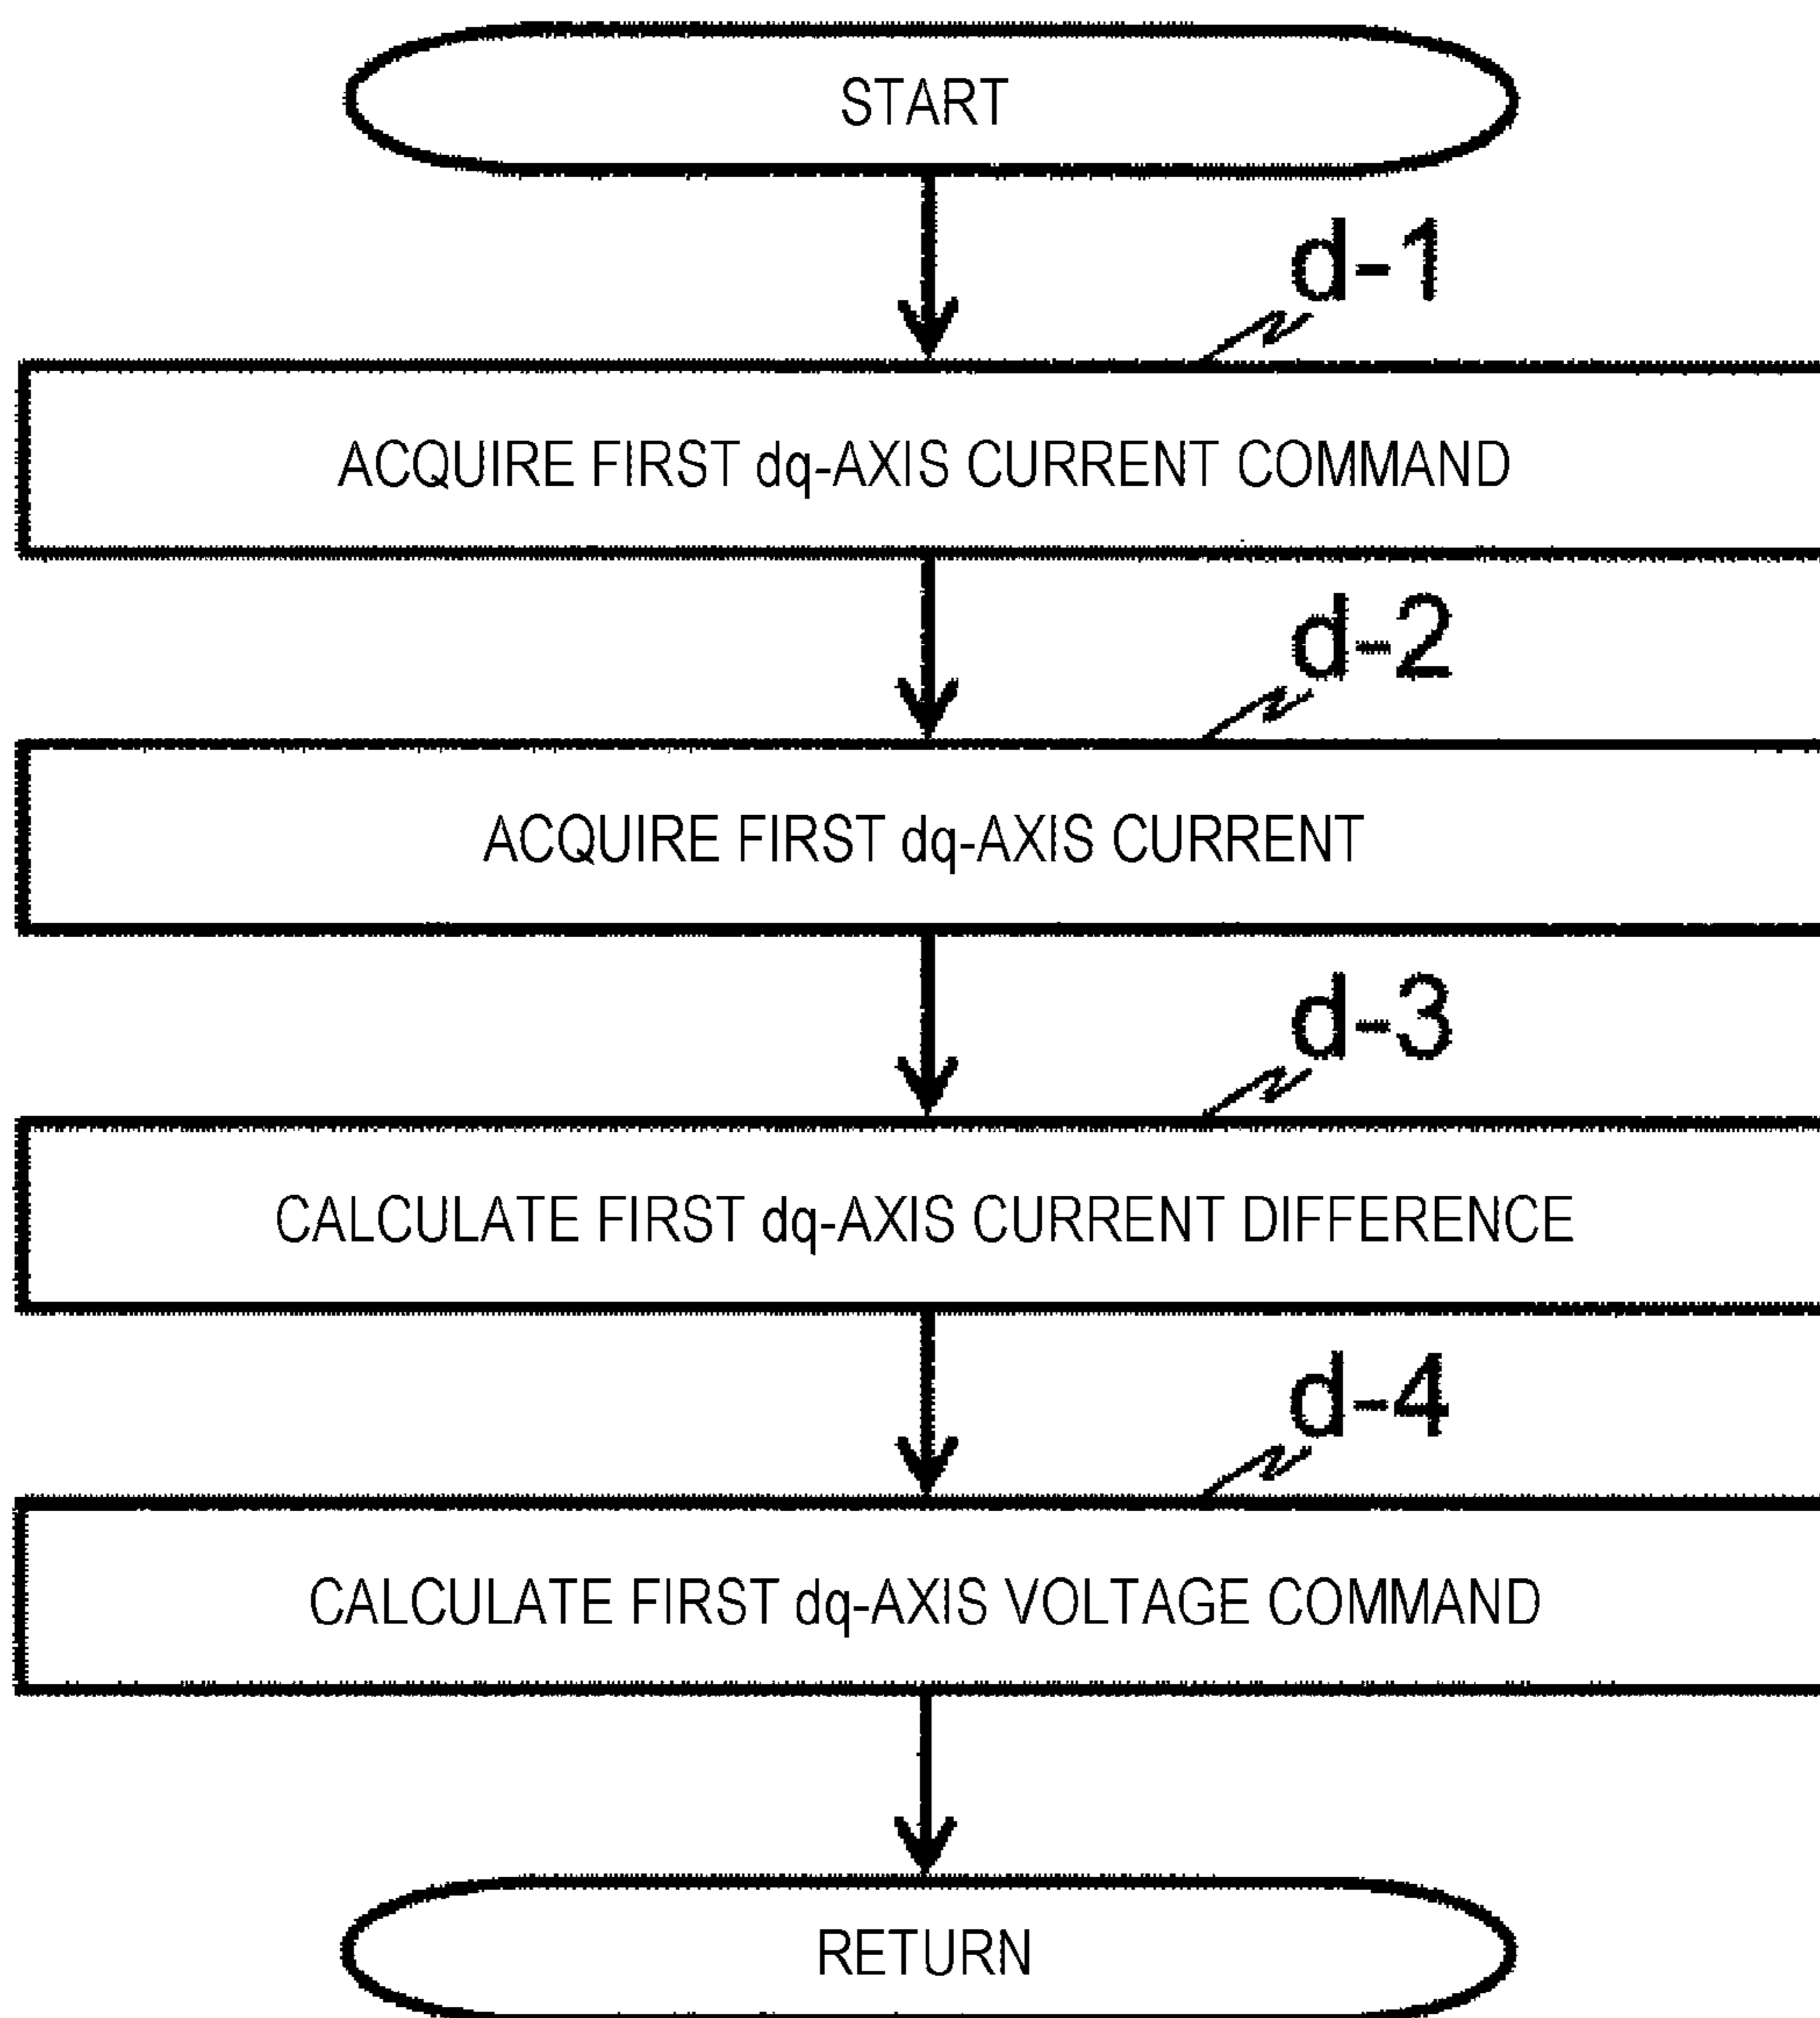 START
d-1
ACQUIRE FIRST dq-AXIS CURRENT COMMAND
d-2
ACQUIRE FIRST dq-AXIS CURRENT
d-3
CALCULATE FIRST dq-AXIS CURRENT DIFFERENCE
d-4
CALCULATE FIRST dq-AXIS VOLTAGE COMMAND
RETURN